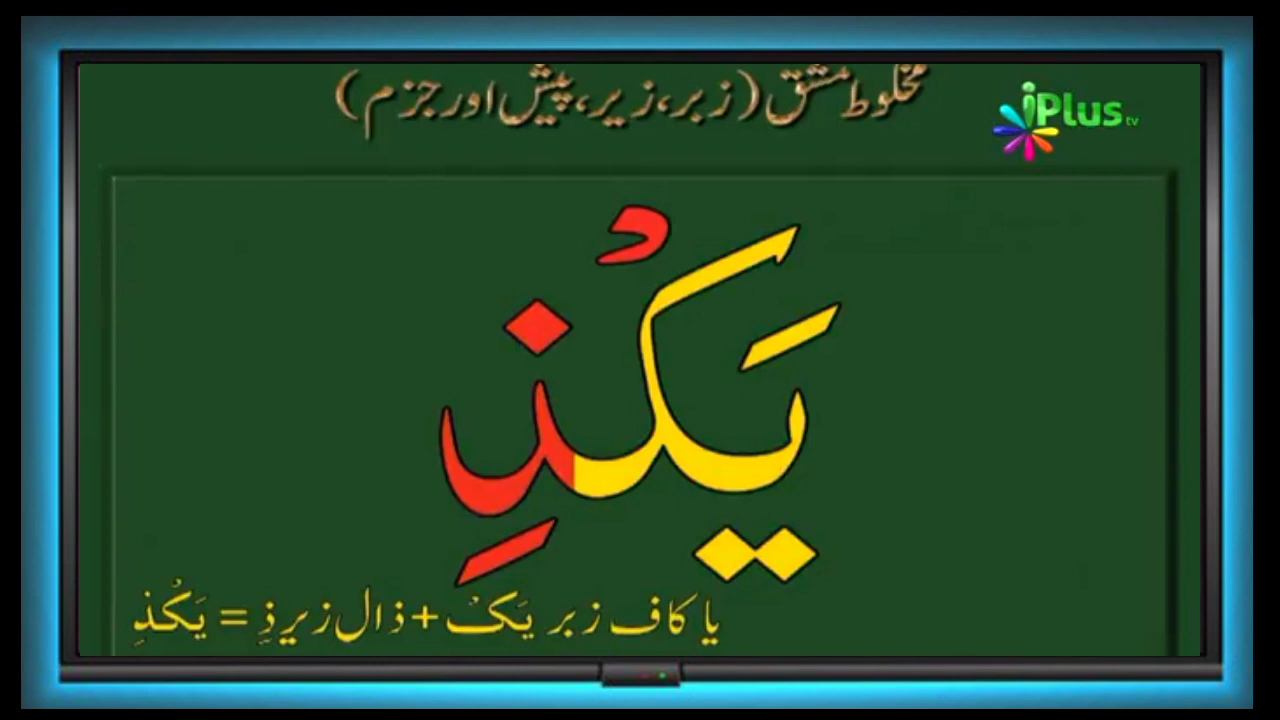 مخلوط مشق (زبر، زیر، پیش اور جزم)
iPlus tv
یَکْذِ
یا کاف زبر یَکْ + ذال زیر ذِ = یَکْذِ